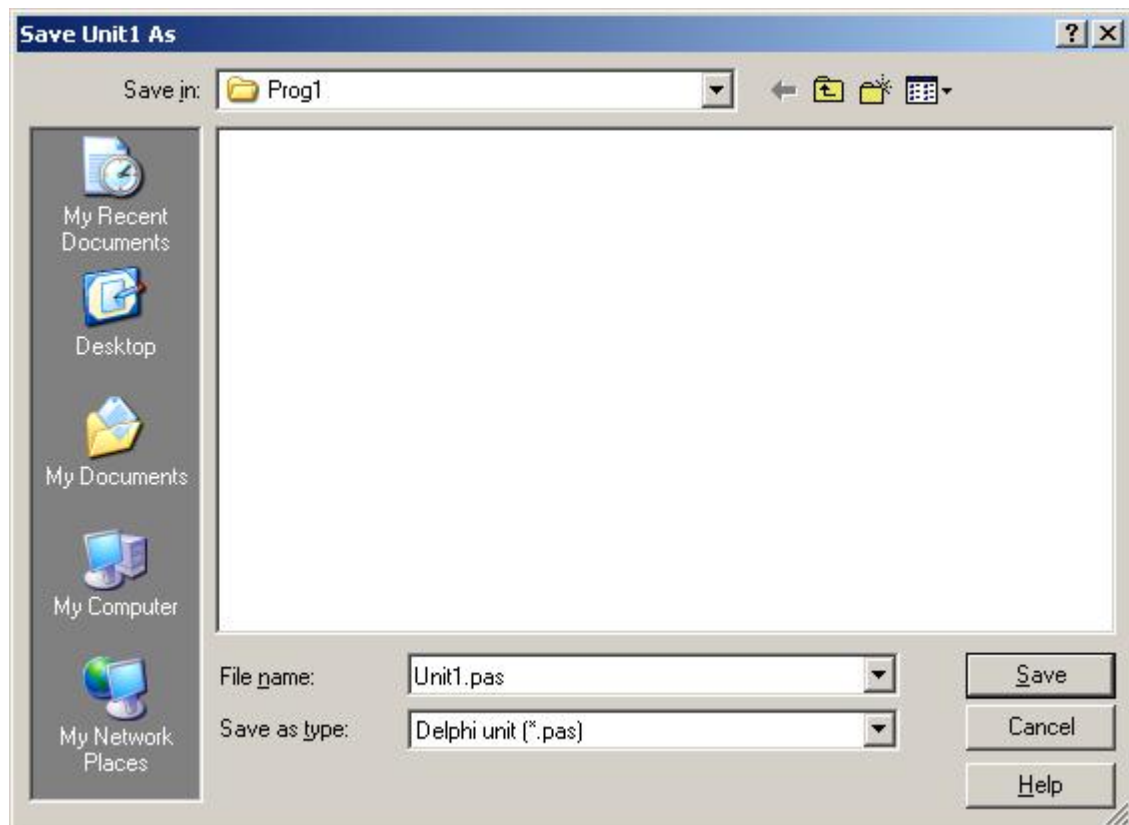 Save Unit1 As
Save in:
Prog1
My Recent
Documents
Desktop
My Documents
My Computer
My Network
Places
File name:
Unit1.pas
Save
Save as type:
Delphi unit (*.pas)
Cancel
Help